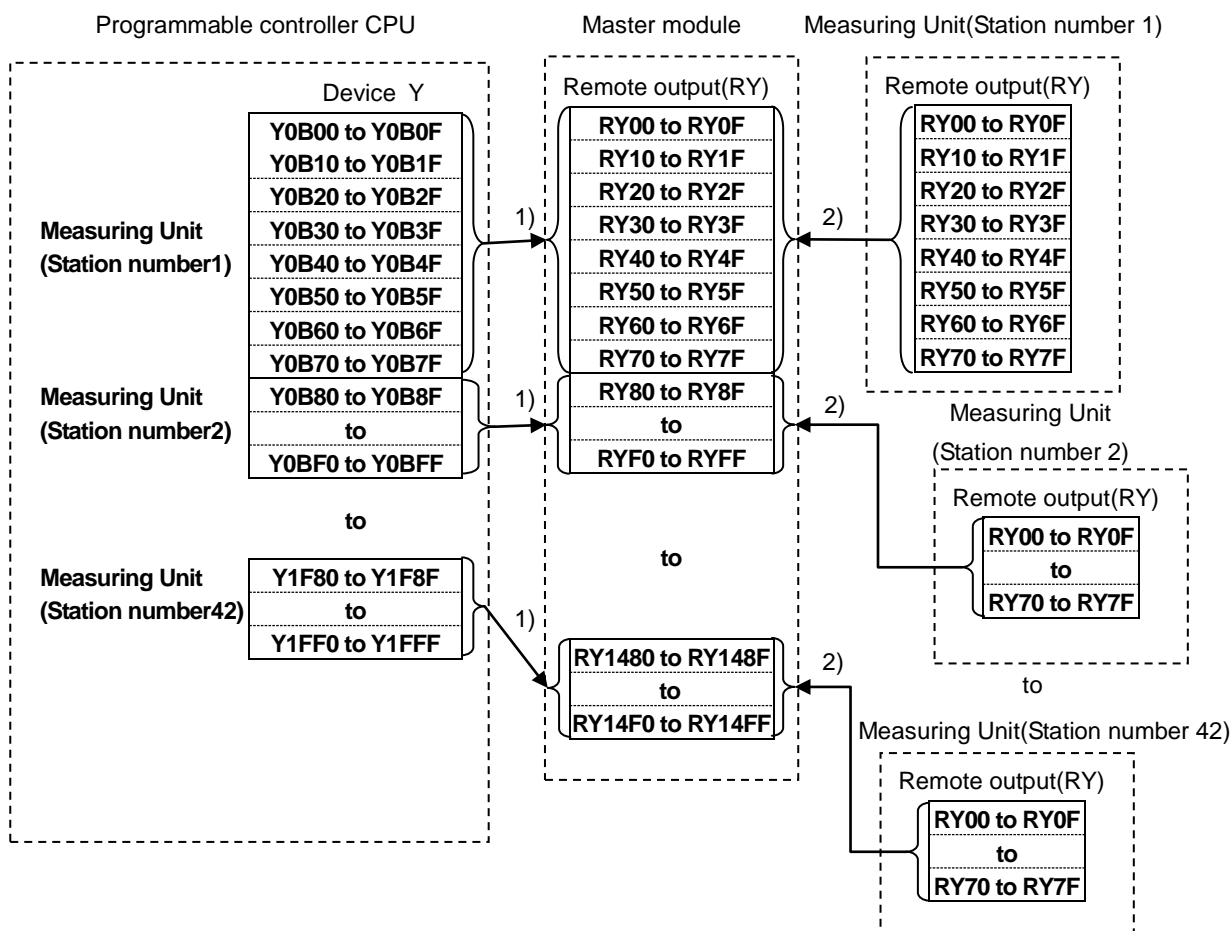 Programmable controller CPU
Master module
Measuring Unit(Station number 1)
Device Y
Remote output(RY)
Remote output(RY)
Y0B00 to Y0B0F
Y0B10 to Y0B1F
Y0B20 to Y0B2F
Y0B30 to Y0B3F
Y0B40 to Y0B4F
Y0B50 to Y0B5F
Y0B60 to Y0B6F
Y0B70 to Y0B7F
Measuring Unit
(Station number1)
1)
RY00 to RY0F
RY10 to RY1F
RY20 to RY2F
RY30 to RY3F
RY40 to RY4F
RY50 to RY5F
RY60 to RY6F
RY70 to RY7F
2)
RY00 to RY0F
RY10 to RY1F
RY20 to RY2F
RY30 to RY3F
RY40 to RY4F
RY50 to RY5F
RY60 to RY6F
RY70 to RY7F
Measuring Unit
(Station number2)
Y0B80 to Y0B8F
to
Y0BF0 to Y0BFF
1)
RY80 to RY8F
to
RYF0 to RYFF
2)
Measuring Unit
(Station number 2)
Remote output(RY)
RY00 to RY0F
to
RY70 to RY7F
to
to
to
Measuring Unit
(Station number42)
Y1F80 to Y1F8F
to
Y1FF0 to Y1FFF
1)
RY1480 to RY148F
to
RY14F0 to RY14FF
2)
Measuring Unit(Station number 42)
Remote output(RY)
RY00 to RY0F
to
RY70 to RY7F